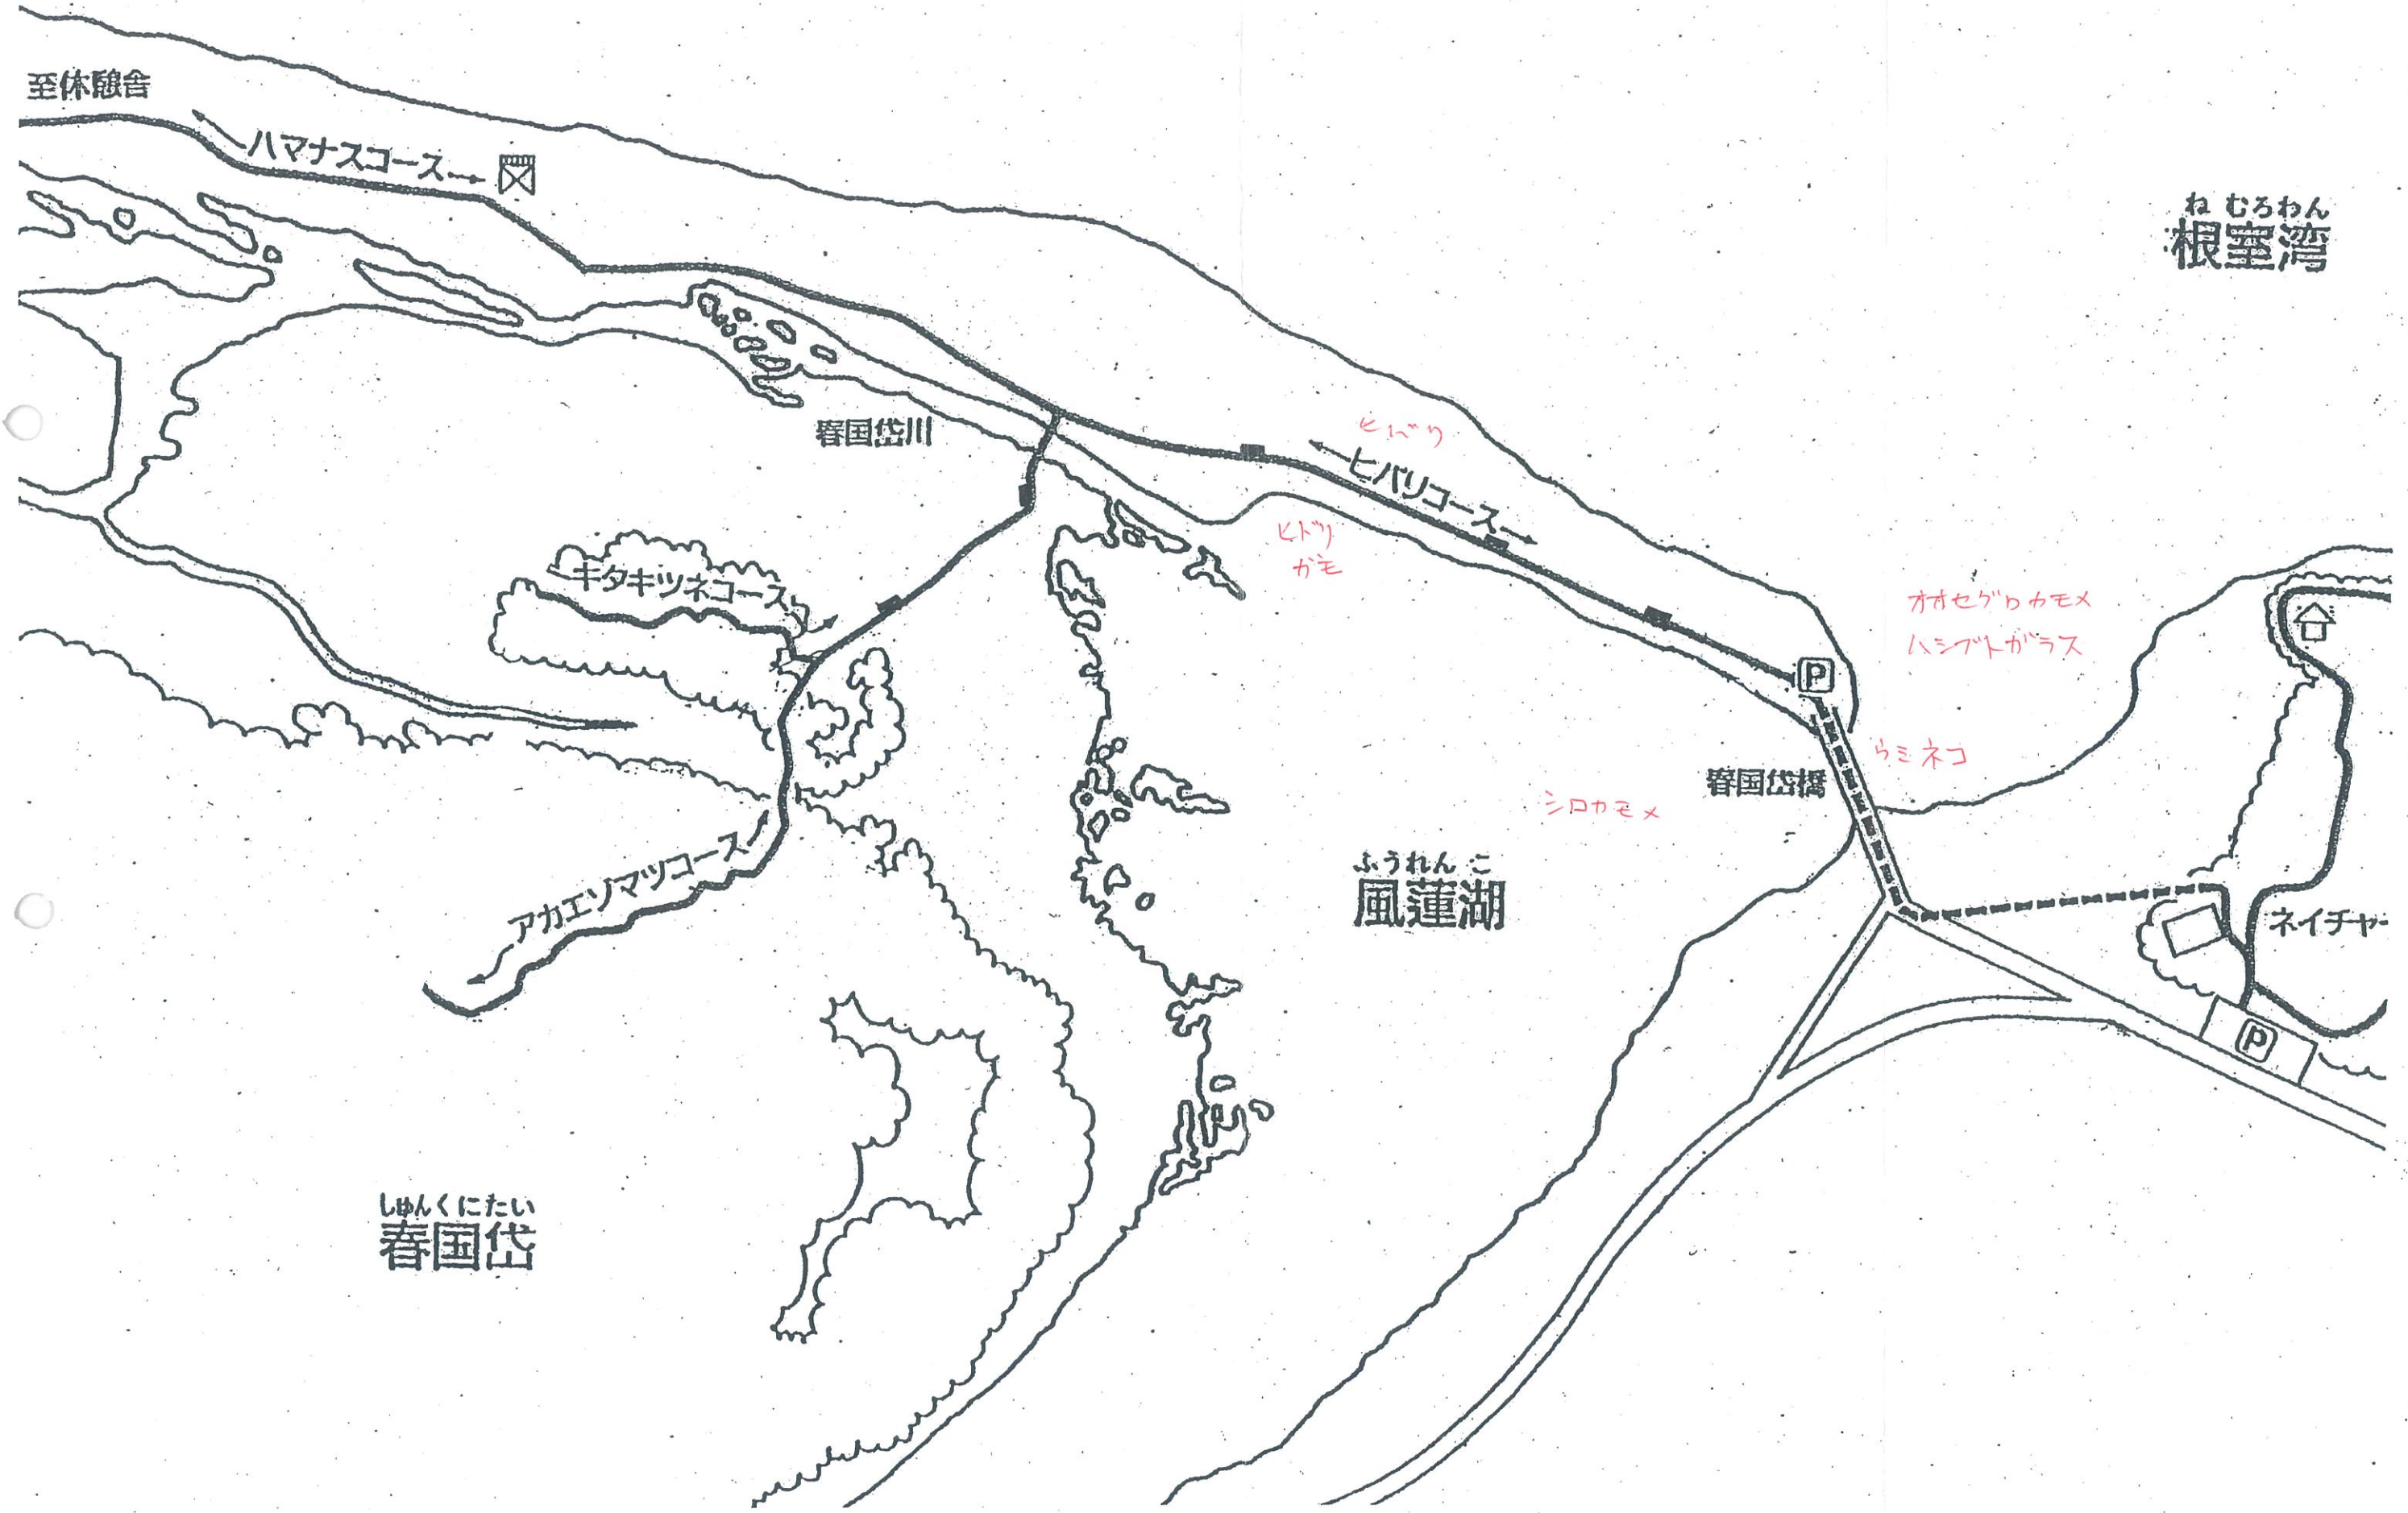 至休憩舎
ハマナスコース
ね むろわん
根室湾
春国岱川
ヒバリ
ヒバリコース
ヒドリ
ガモ
キタキツネコース
オオセグロカモメ
ハシブトガラス
P
ウミネコ
春国岱橋
シロカモメ
アカエゾマツコース
ふうれん こ
風蓮湖
ネイチャー
P
しゅんくにたい
春国岱